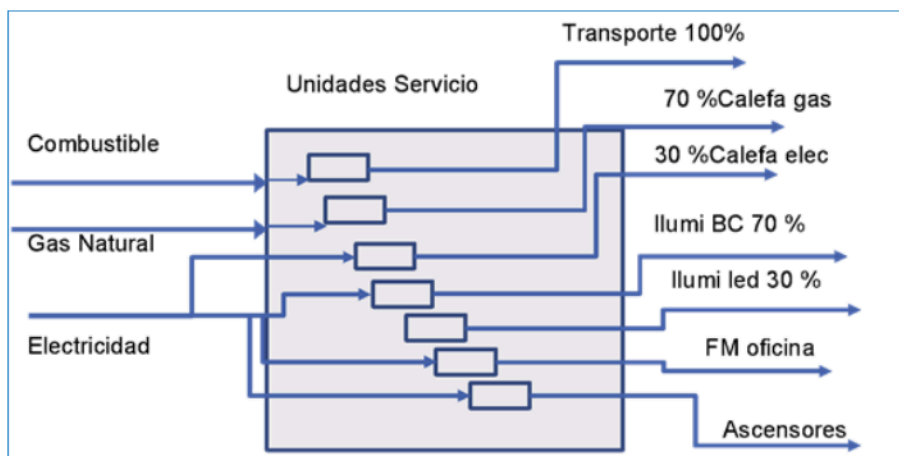 Transporte 100%
Unidades Servicio
70 %Calefa gas
Combustible
30 %Calefa elec
Ilumi BC 70 %
Gas Natural
Ilumi led 30 %
Electricidad
FM oficina
Ascensores